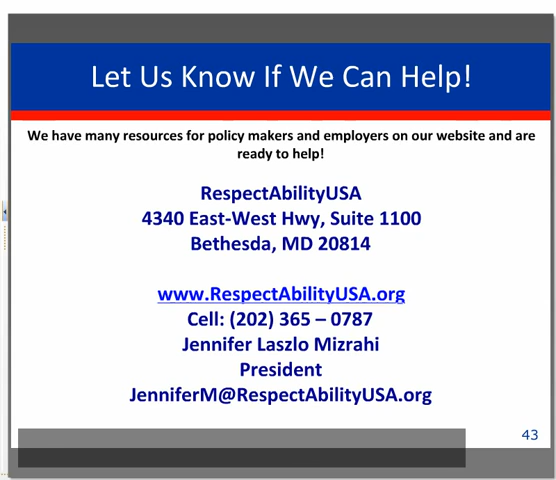 Let Us Know If We Can Help!
We have many resources for policy makers and employers on our website and are
ready to help!
RespectAbilityUSA
4340 East-West Hwy, Suite 1100
Bethesda, MD 20814
www.RespectAbilityUSA.org
Cell: (202) 365 – 0787
Jennifer Laszlo Mizrahi
President
JenniferM@RespectAbilityUSA.org
43